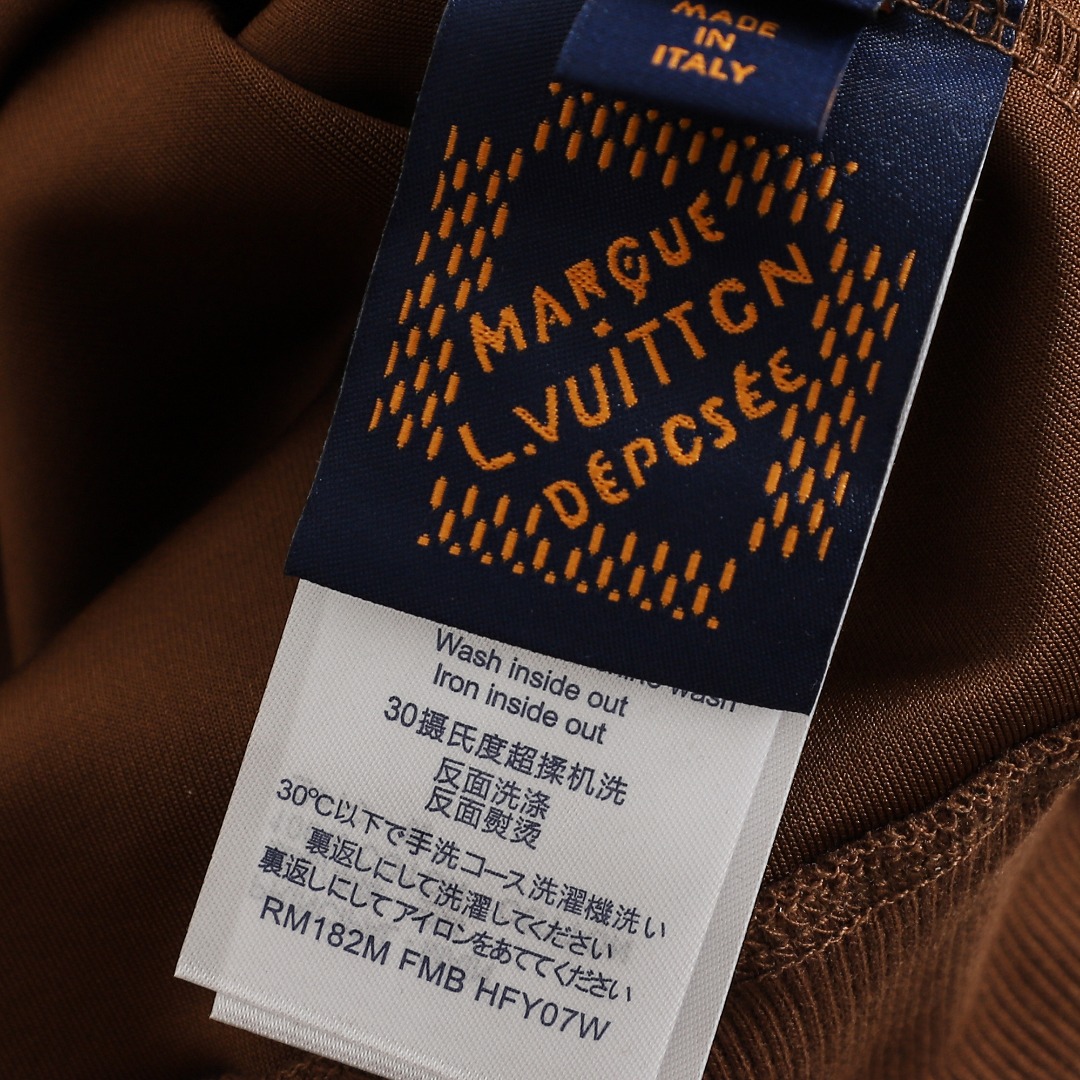 MADE
IN
ITALY
MARQUE
L.VUITTON
DÉPOSÉE
wash
Wash inside out
Iron inside out
30摄氏度超揉机洗
反面洗涤
反面熨烫
30℃以下で手洗コース洗濯機洗い
裏返しにして洗濯してください
裏返しにしてアイロンをあててください
RM182M FMB HFY07W